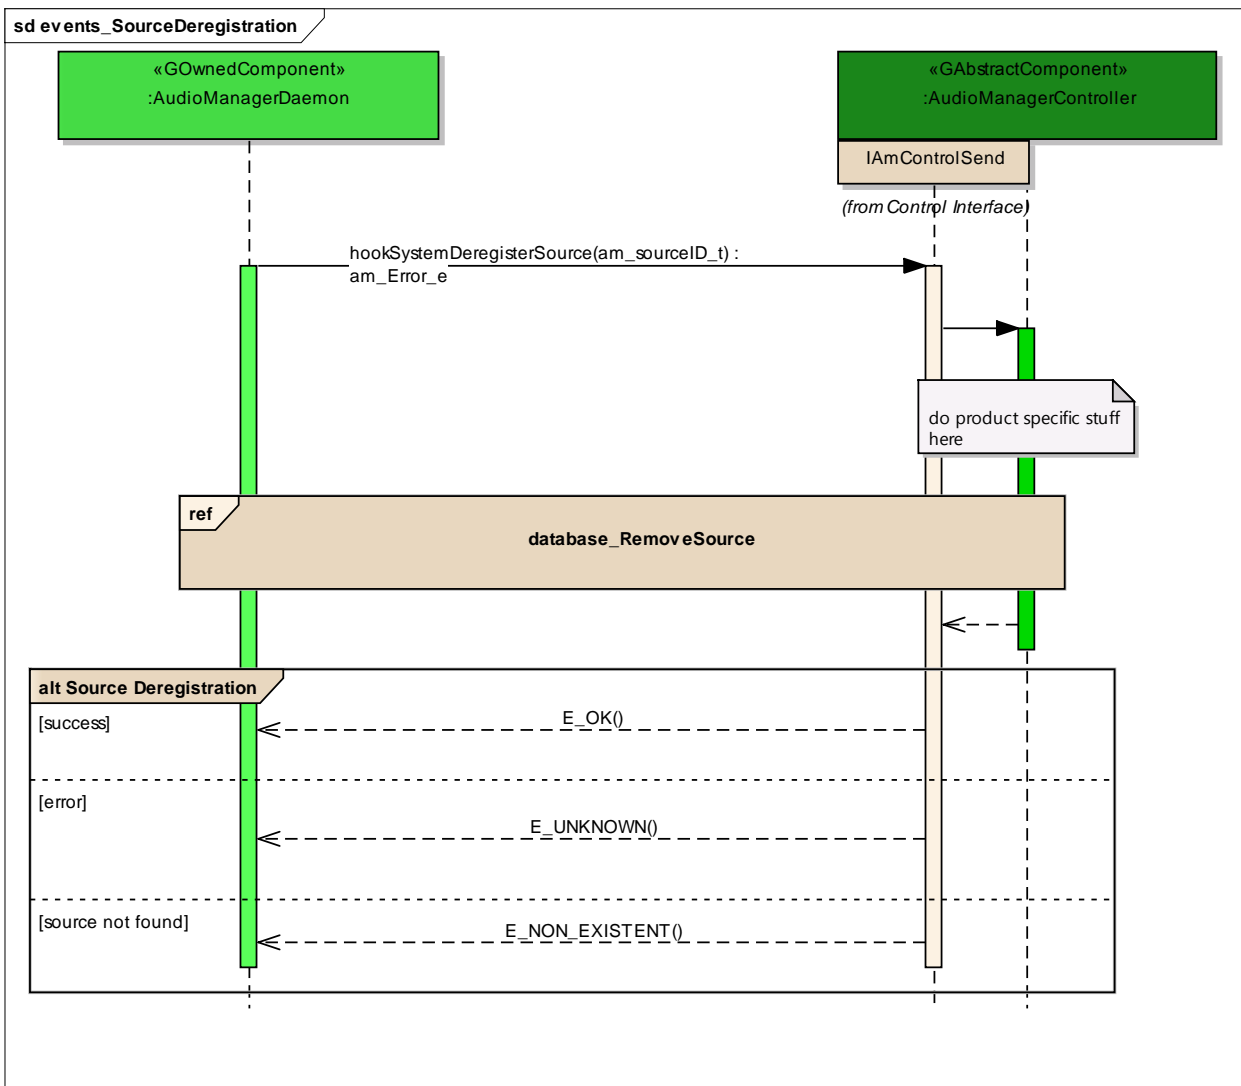 sd events_SourceDeregistration
«GOwnedComponent»
:AudioManagerDaemon
«GAbstractComponent»
:AudioManagerController
IAmControlSend
(from Control Interface)
hookSystemDeregisterSource(am_sourceID_t) :
am_Error_e
do product specific stuff
here
ref
database_RemoveSource
alt Source Deregistration
[success]
E_OK()
[error]
E_UNKNOWN()
[source not found]
E_NON_EXISTENT()